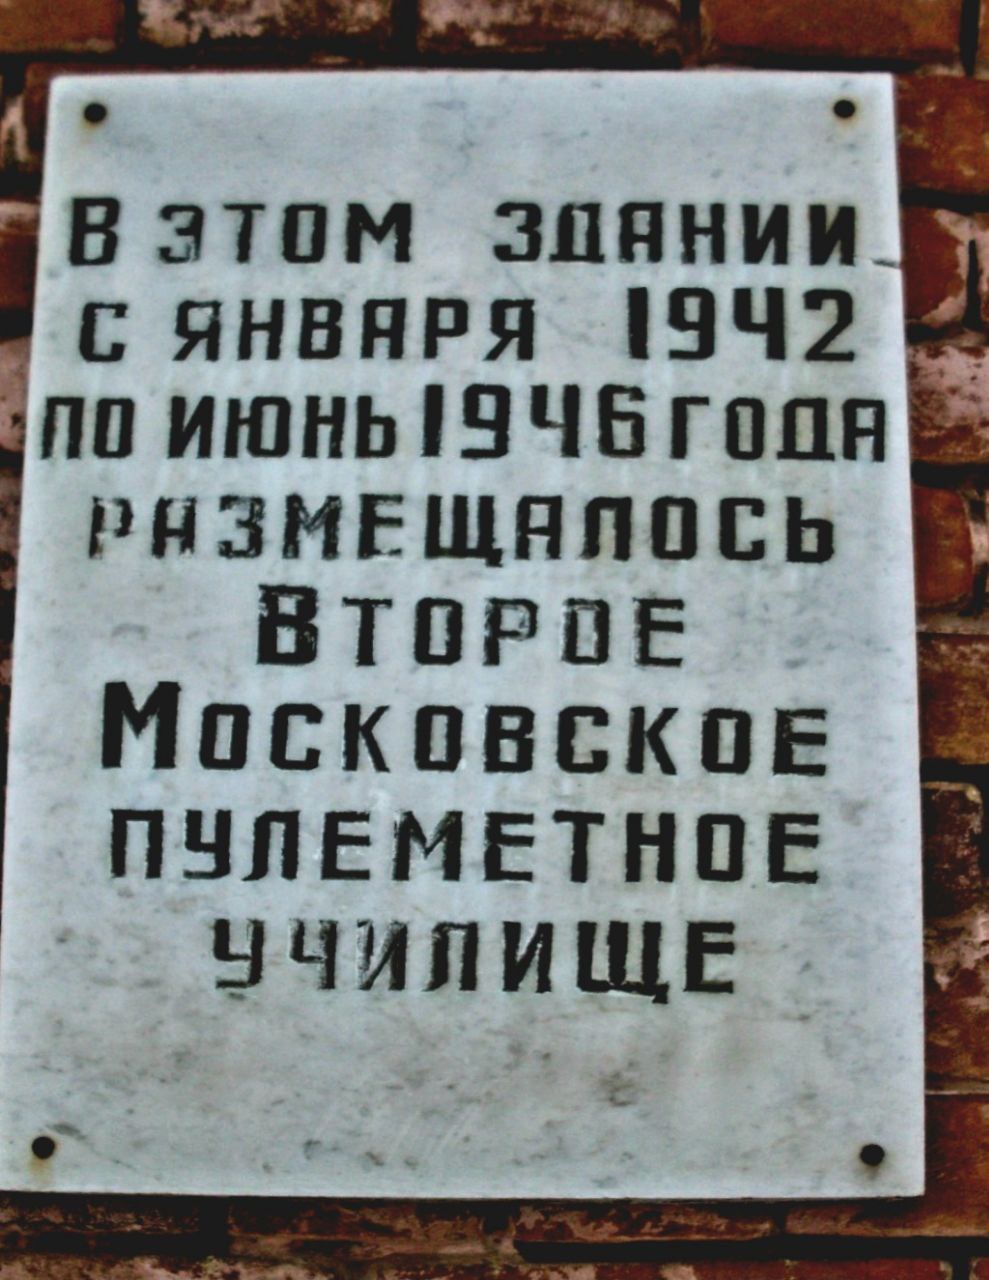 В ЭТОМ ЗДАНИИ
С ЯНВАРЯ 1942
ПО ИЮНЬ 1946 ГОДА
РАЗМЕЩАЛОСЬ
ВТОРОЕ
МОСКОВСКОЕ
ПУЛЕМЕТНОЕ
УЧИЛИЩЕ